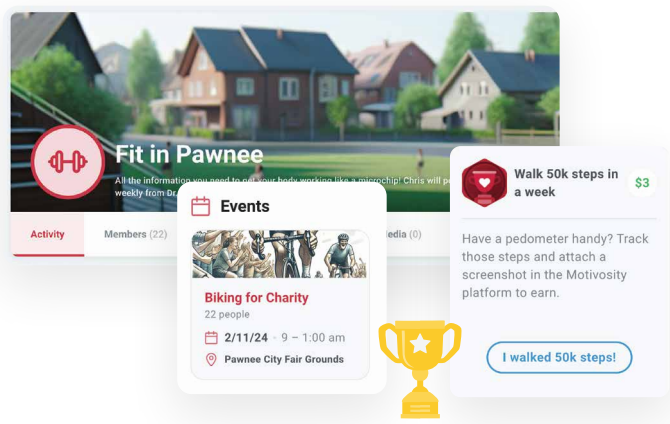 Fit in Pawnee
All the information you need to get your body working like a microchip! Chris will
weekly from Dr.
Activity
Members (22)
(0)
Events
Biking for Charity
22 people
2/11/24 · 9 – 1:00 am
Pawnee City Fair Grounds
Walk 50k steps in
a week
$3
Have a pedometer handy? Track
those steps and attach a
screenshot in the Motivosity
platform to earn.
I walked 50k steps!